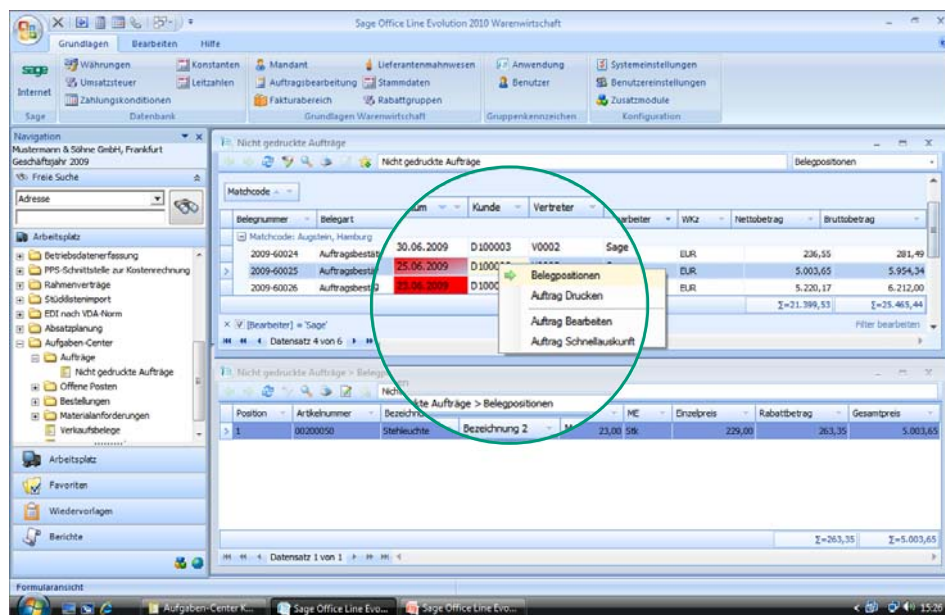 Sage Office Line Evolution 2010 Warenwirtschaft
Grundlagen Bearbeiten Hilfe
sage Währungen Konstanten Mandant Lieferantenmahnwesen Anwendung Systemeinstellungen
Umsatzsteuer Leitzahlen Auftragsbearbeitung Stammdaten Benutzer Benutzereinstellungen
Internet Zahlungskonditionen Fakturabereich Rabattgruppen Zusatzmodule
Sage Datenbank Grundlagen Warenwirtschaft Gruppenkennzeichen Konfiguration
Navigation
Mustermann & Söhne GmbH, Frankfurt
Geschäftsjahr 2009
Freie Suche
Adresse
Arbeitsplatz
Betriebsdatenerfassung
PPS-Schnittstelle zur Kostenrechnung
Rahmenverträge
Stücklistenimport
EDI nach VDA-Norm
Absatzplanung
Aufgaben-Center
Aufträge
Nicht gedruckte Aufträge
Offene Posten
Bestellungen
Materialanforderungen
Verkaufsbelege
Arbeitsplatz
Favoriten
Wiedervorlagen
Berichte
Nicht gedruckte Aufträge
Nicht gedruckte Aufträge Belegpositionen
Matchcode
Belegnummer Belegart Kunde Vertreter WKz Nettobetrag Bruttobetrag
Matchcode: Augstein, Hamburg
2009-60024 30.06.2009 D100003 V0002 Sage EUR 236,55 281,49
2009-60025 25.06.2009 EUR 5.003,65 5.954,34
2009-60026 23.06.2009 EUR 5.220,17 6.212,00
Σ=21.399,53 Σ=25.465,44
Belegpositionen
Auftrag Drucken
Auftrag Bearbeiten
Auftrag Schnellauskunft
[Bearbeiter] = 'Sage' Filter bearbeiten
Datensatz 4 von 6
Nicht gedruckte Aufträge >
Aufträge > Belegpositionen
Position Artikelnummer Bezeichnung 2 ME Einzelpreis Rabattbetrag Gesamtpreis
1 00200050 Stehleuchte 23,00 Stk 229,00 263,35 5.003,65
Σ=263,35 Σ=5.003,65
Datensatz 1 von 1
Formularansicht
Aufgaben-Center K... Sage Office Line Evo... Sage Office Line Evo... 15:28